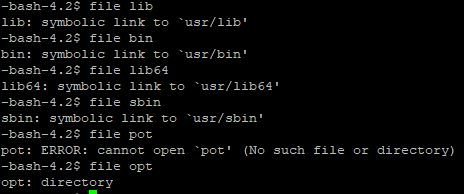 -bash-4.2$ file lib
lib: symbolic link to `usr/lib'
-bash-4.2$ file bin
bin: symbolic link to `usr/bin'
-bash-4.2$ file lib64
lib64: symbolic link to `usr/lib64'
-bash-4.2$ file sbin
sbin: symbolic link to `usr/sbin'
-bash-4.2$ file pot
pot: ERROR: cannot open `pot' (No such file or directory)
-bash-4.2$ file opt
opt: directory